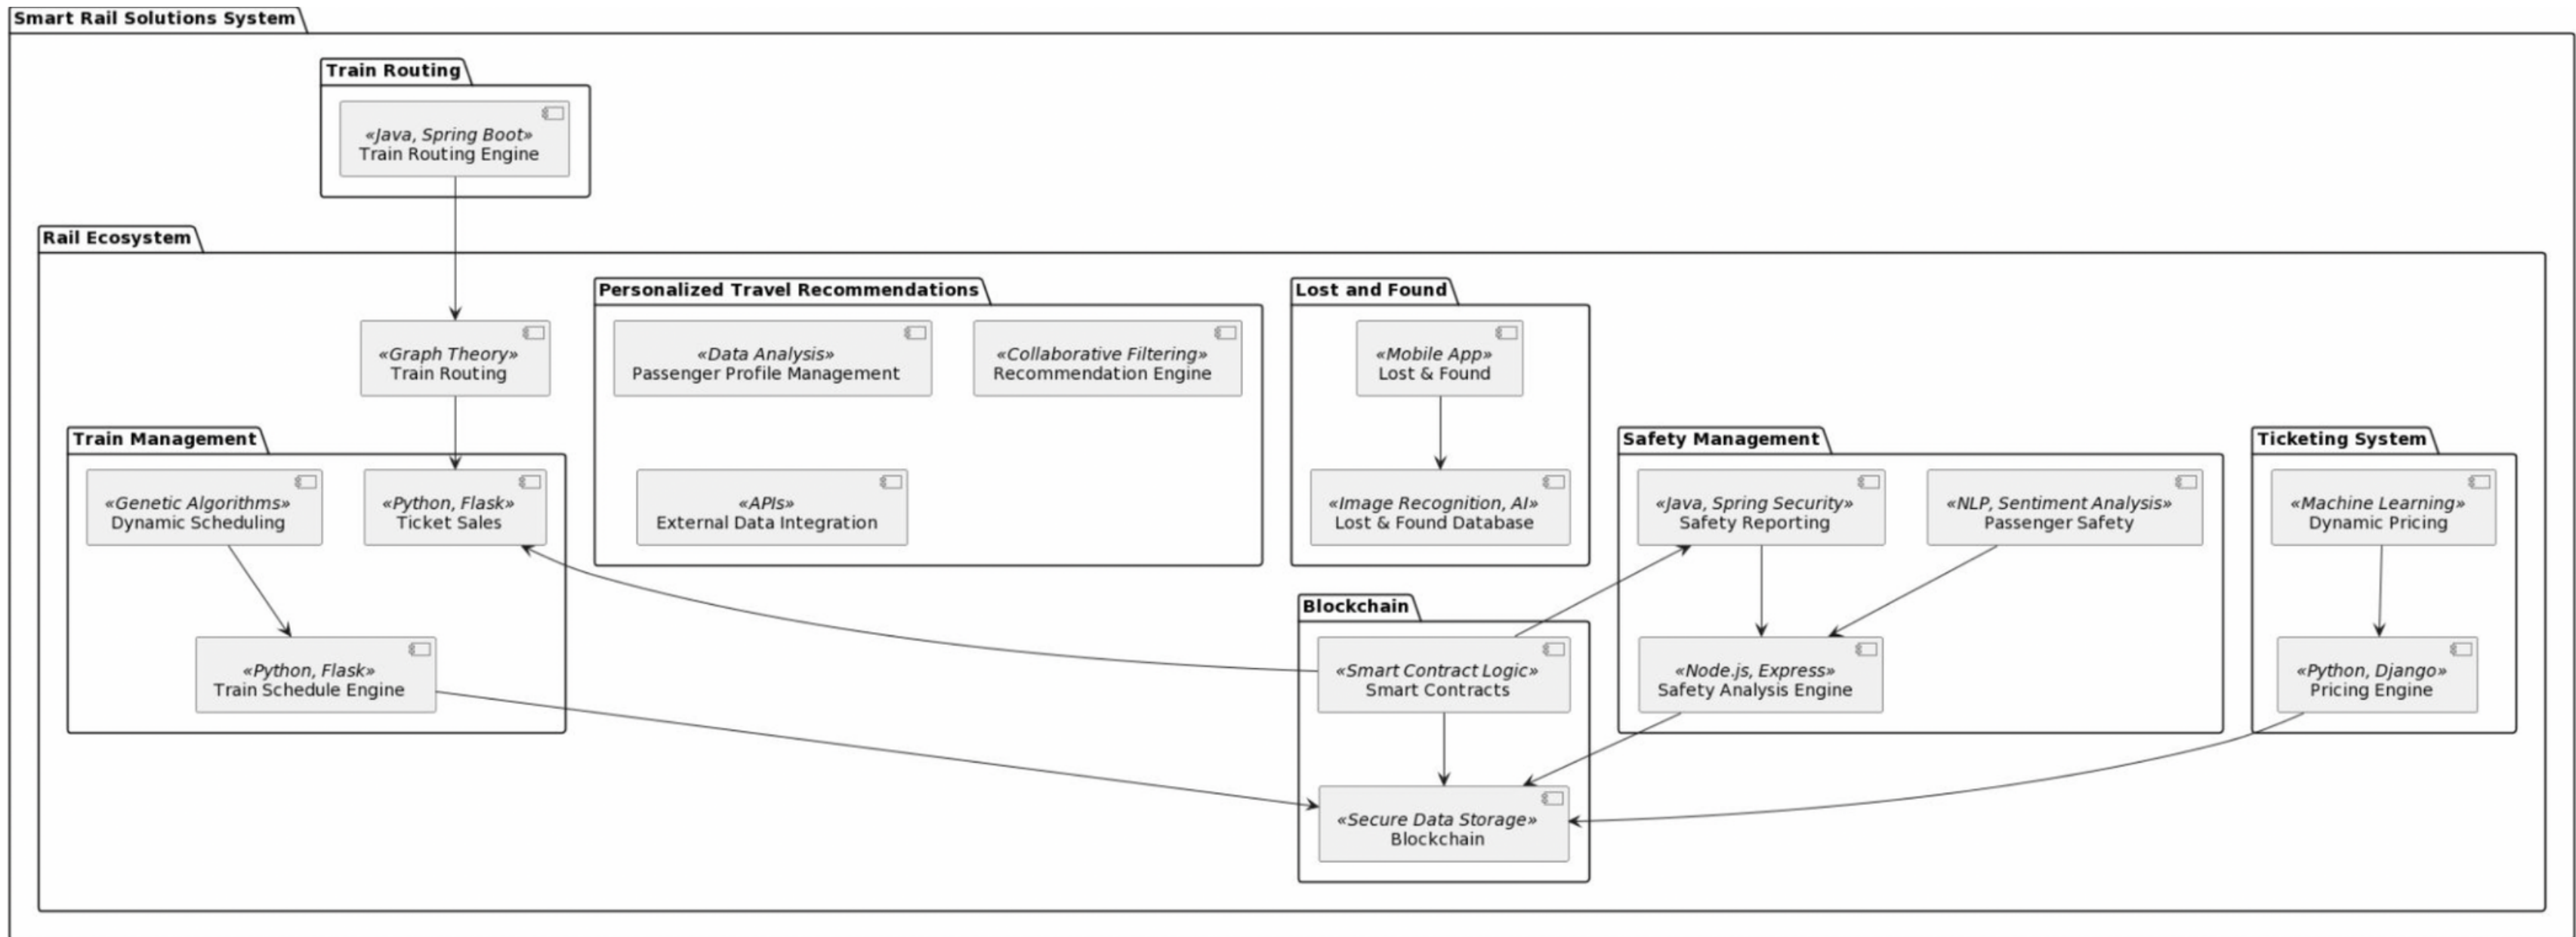 Smart Rail Solutions System
Train Routing
«Java, Spring Boot»
Train Routing Engine
Rail Ecosystem
«Graph Theory»
Train Routing
Personalized Travel Recommendations
«Data Analysis»
Passenger Profile Management
«Collaborative Filtering»
Recommendation Engine
«APIs»
External Data Integration
Lost and Found
«Mobile App»
Lost & Found
«Image Recognition, AI»
Lost & Found Database
Train Management
«Genetic Algorithms»
Dynamic Scheduling
«Python, Flask»
Ticket Sales
«Python, Flask»
Train Schedule Engine
Safety Management
«Java, Spring Security»
Safety Reporting
«NLP, Sentiment Analysis»
Passenger Safety
«Node.js, Express»
Safety Analysis Engine
Ticketing System
«Machine Learning»
Dynamic Pricing
«Python, Django»
Pricing Engine
Blockchain
«Smart Contract Logic»
Smart Contracts
«Secure Data Storage»
Blockchain